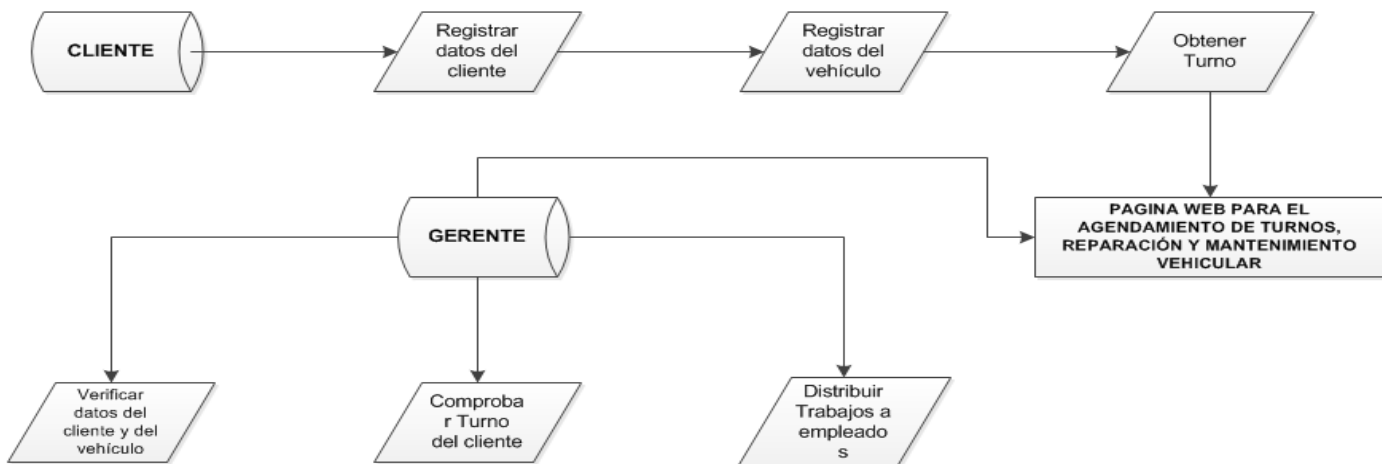 CLIENTE
Registrar
datos del
cliente
Registrar
datos del
vehículo
Obtener
Turno
GERENTE
PAGINA WEB PARA EL
AGENDAMIENTO DE TURNOS,
REPARACIÓN Y MANTENIMIENTO
VEHICULAR
Verificar
datos del
cliente y del
vehículo
Comproba
r Turno
del cliente
Distribuir
Trabajos a
empleado
s